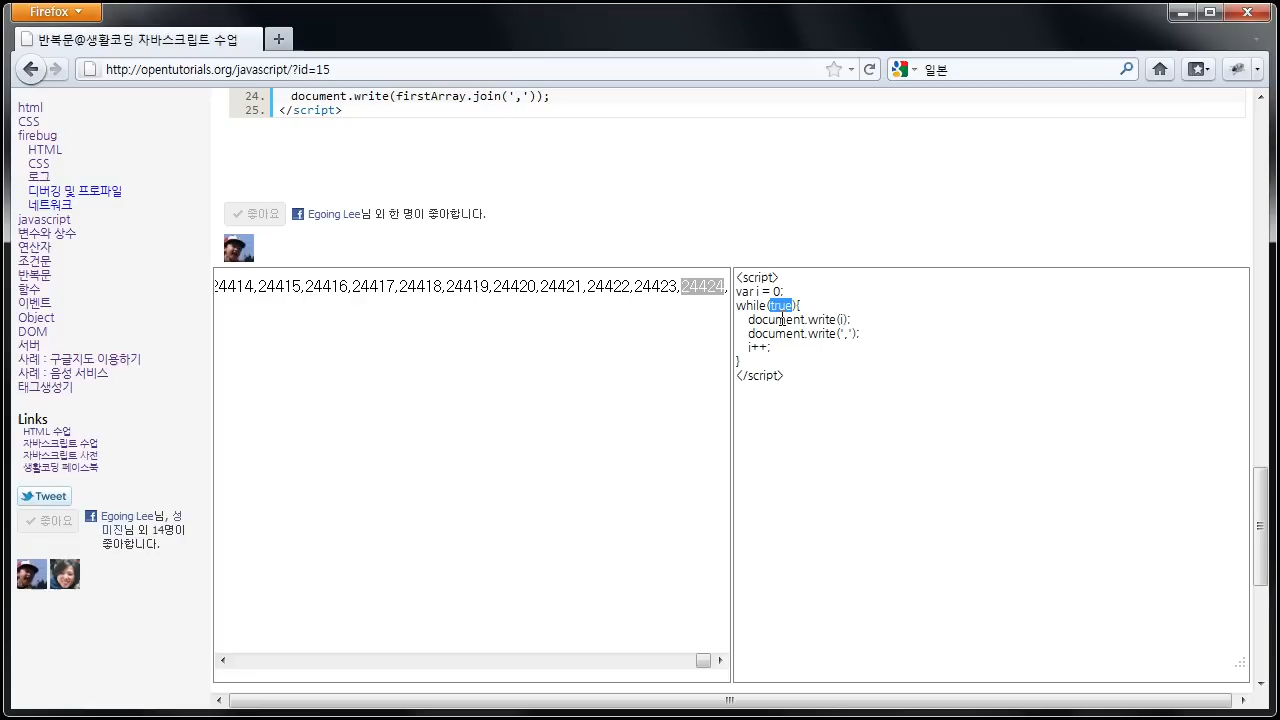 Firefox
반복문@생활코딩 자바스크립트 수업
http://opentutorials.org/javascript/?id=15
일본
html
CSS
firebug
HTML
CSS
로그
디버깅 및 프로파일
네트워크
javascript
변수와 상수
연산자
조건문
반복문
함수
이벤트
Object
DOM
서버
사례 : 구글지도 이용하기
사례 : 음성 서비스
태그생성기
Links
HTML 수업
자바스크립트 수업
자바스크립트 사전
생활코딩 페이스북
Tweet
좋아요
Egoing Lee님, 성
미진님 외 14명이
좋아합니다.
24. document.write(firstArray.join(','));
25. </script>
좋아요
Egoing Lee님 외 한 명이 좋아합니다.
24414,24415,24416,24417,24418,24419,24420,24421,24422,24423,24424,
<script>
var i = 0;
while(true){
document.write(i);
document.write(',');
i++;
}
</script>